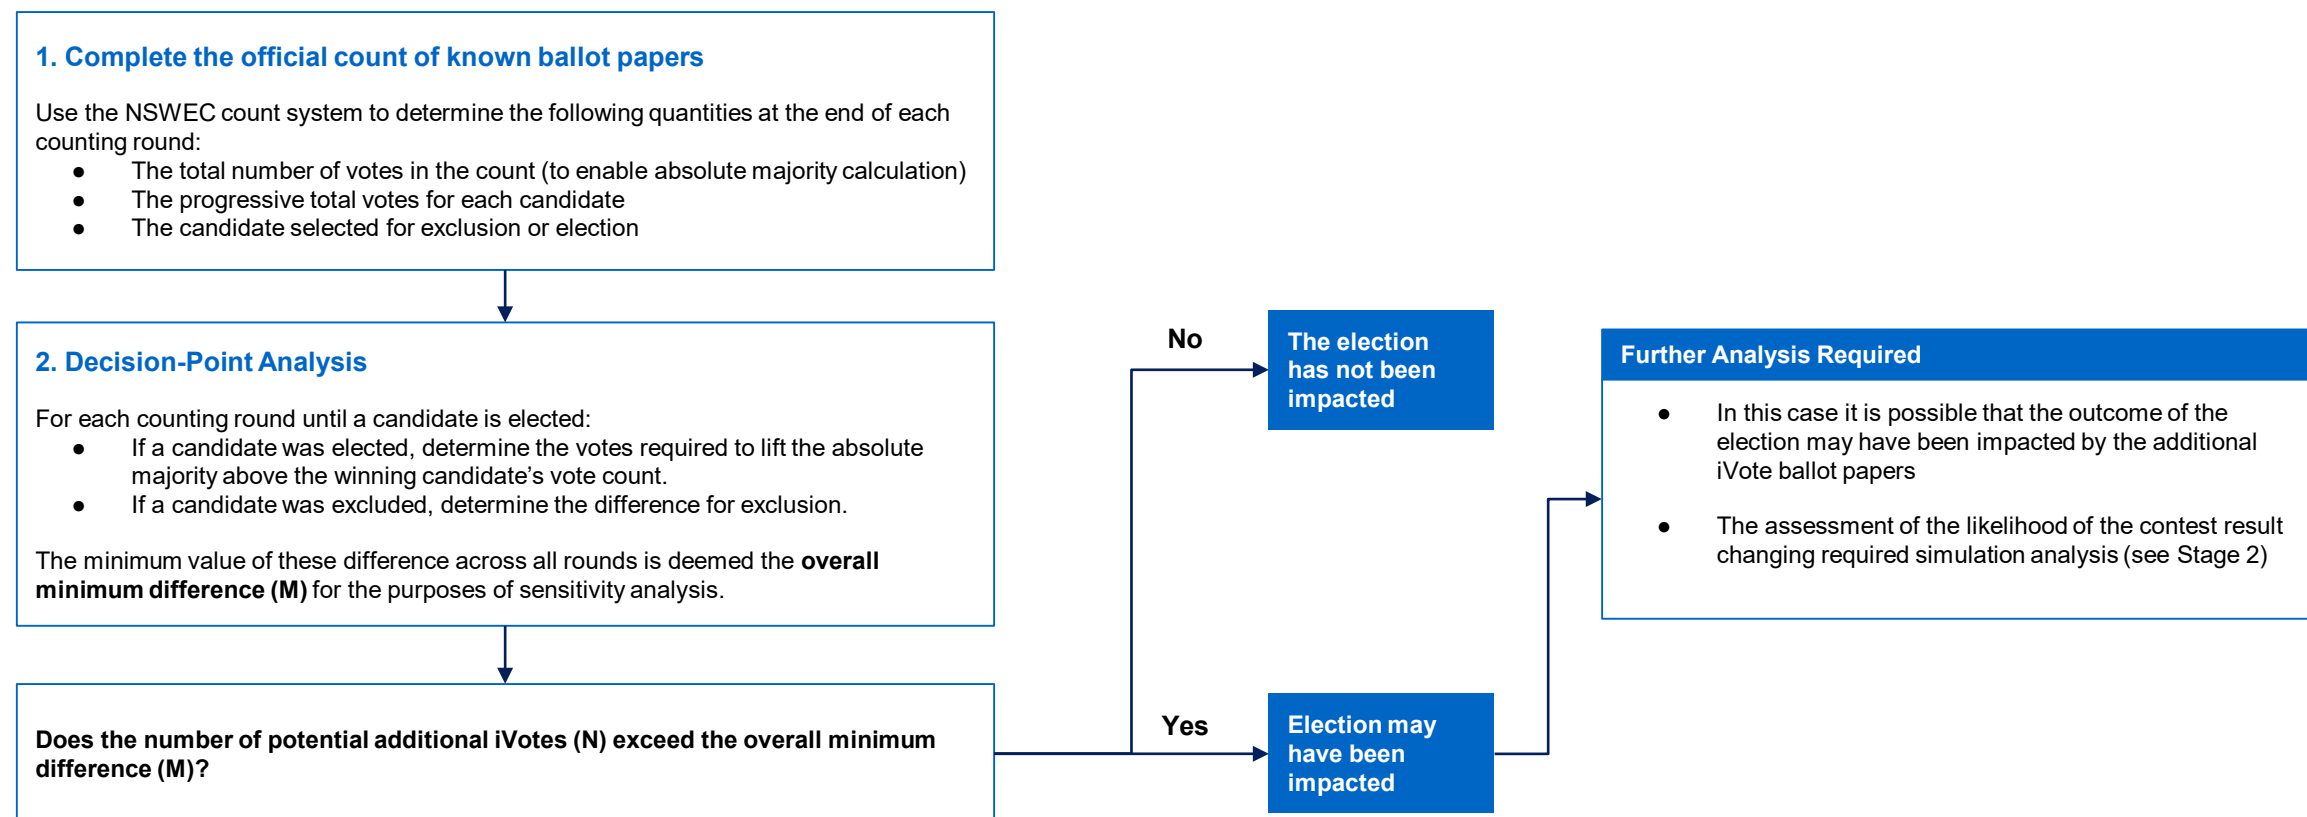 1. Complete the official count of known ballot papers
Use the NSWEC count system to determine the following quantities at the end of each
counting round:
● The total number of votes in the count (to enable absolute majority calculation)
● The progressive total votes for each candidate
● The candidate selected for exclusion or election
2. Decision-Point Analysis
For each counting round until a candidate is elected:
● If a candidate was elected, determine the votes required to lift the absolute
majority above the winning candidate’s vote count.
● If a candidate was excluded, determine the difference for exclusion.
The minimum value of these difference across all rounds is deemed the overall
minimum difference (M) for the purposes of sensitivity analysis.
Does the number of potential additional iVotes (N) exceed the overall minimum
difference (M)?
No
The election
has not been
impacted
Yes
Election may
have been
impacted
Further Analysis Required
● In this case it is possible that the outcome of the
election may have been impacted by the additional
iVote ballot papers
● The assessment of the likelihood of the contest result
changing required simulation analysis (see Stage 2)